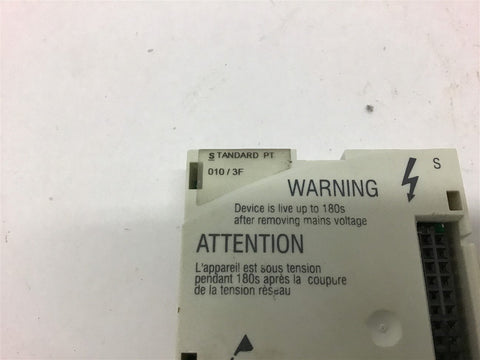 STANDARD PT
010 / 3F
WARNING
S
Device is live up to 180s
after removing mains voltage
ATTENTION
L'appareil est sous tension
pendant 180s après la coupure
de la tension réseau